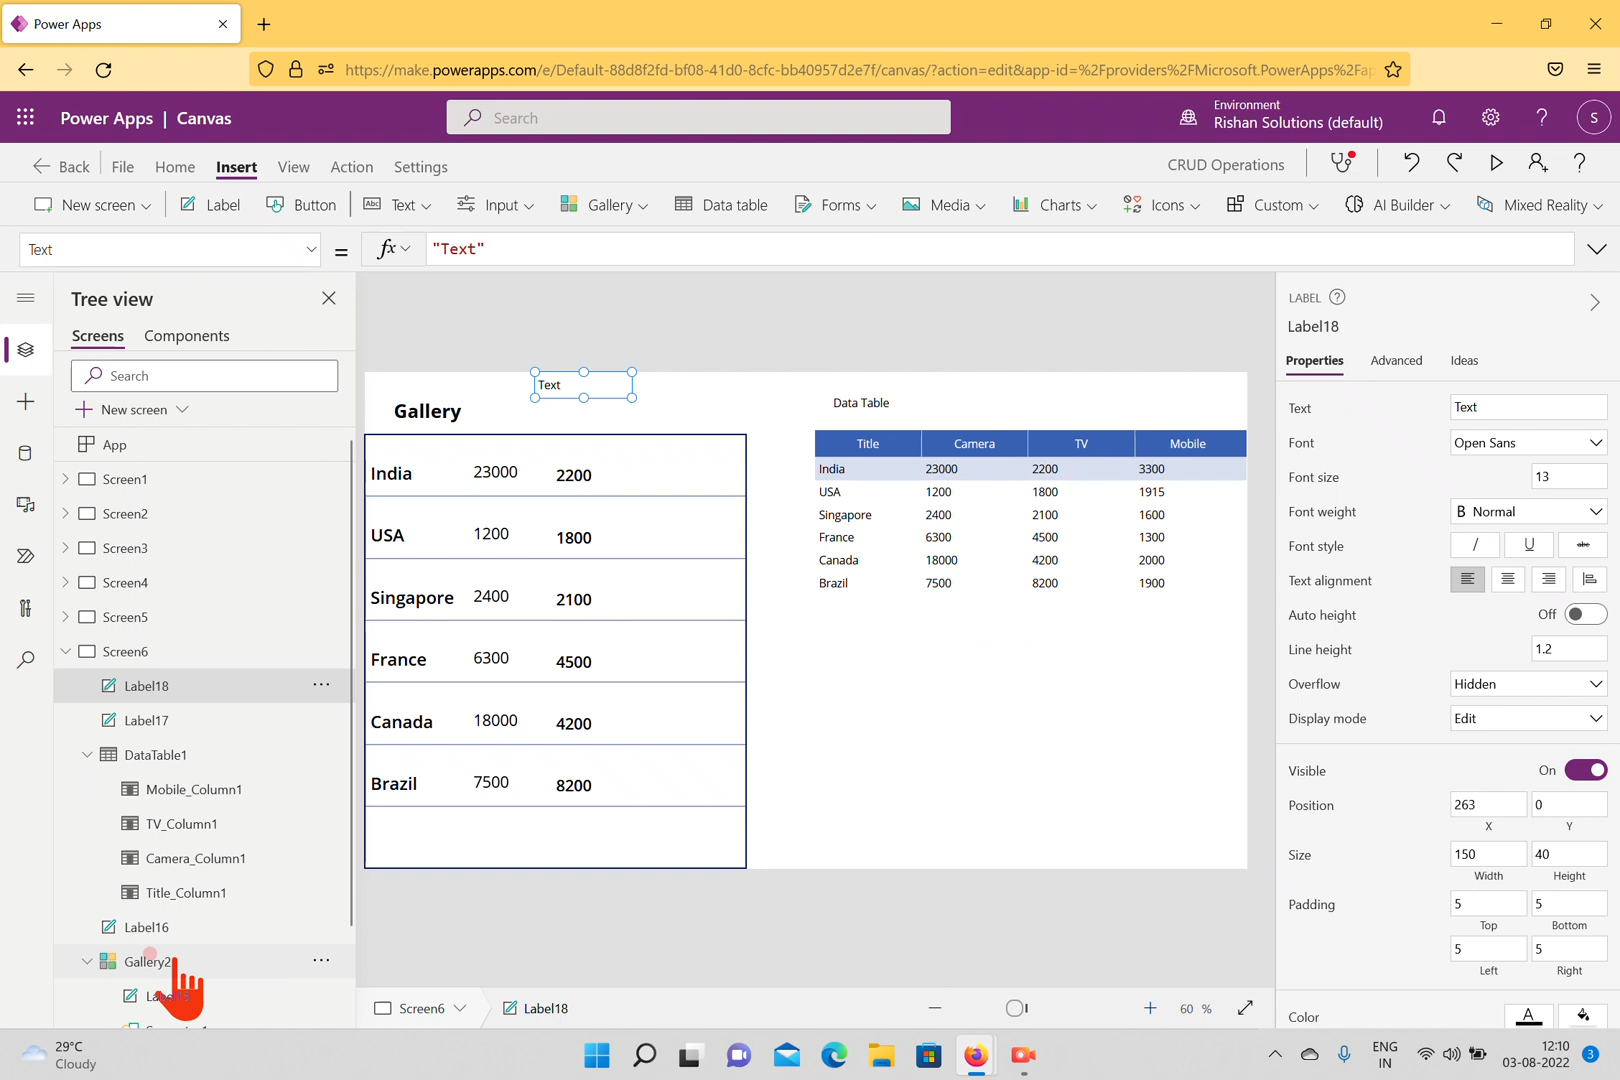 Power Apps
https://make.powerapps.com/e/Default-88d8f2fd-bf08-41d0-8cfc-bb40957d2e7f/canvas/?action=edit&app-id=%2Fproviders%2FMicrosoft.PowerApps%2Fap
Power Apps | Canvas
Search
Environment
Rishan Solutions (default)
S
Back File Home Insert View Action Settings
CRUD Operations
New screen Label Button Text Input Gallery Data table Forms Media Charts Icons Custom AI Builder Mixed Reality
Text = fx "Text"
Tree view
Screens Components
Search
New screen
App
Screen1
Screen2
Screen3
Screen4
Screen5
Screen6
Label18
Label17
DataTable1
Mobile_Column1
TV_Column1
Camera_Column1
Title_Column1
Label16
Gallery2
Text
Gallery
India 23000 2200
USA 1200 1800
Singapore 2400 2100
France 6300 4500
Canada 18000 4200
Brazil 7500 8200
Data Table
Title Camera TV Mobile
India 23000 2200 3300
USA 1200 1800 1915
Singapore 2400 2100 1600
France 6300 4500 1300
Canada 18000 4200 2000
Brazil 7500 8200 1900
Screen6 Label18
60 %
LABEL
Label18
Properties Advanced Ideas
Text Text
Font Open Sans
Font size 13
Font weight B Normal
Font style / U abc
Text alignment
Auto height Off
Line height 1.2
Overflow Hidden
Display mode Edit
Visible On
Position 263 0
X Y
Size 150 40
Width Height
Padding 5 5
Top Bottom
5 5
Left Right
Color A
29°C
Cloudy
ENG
IN
12:10
03-08-2022
3